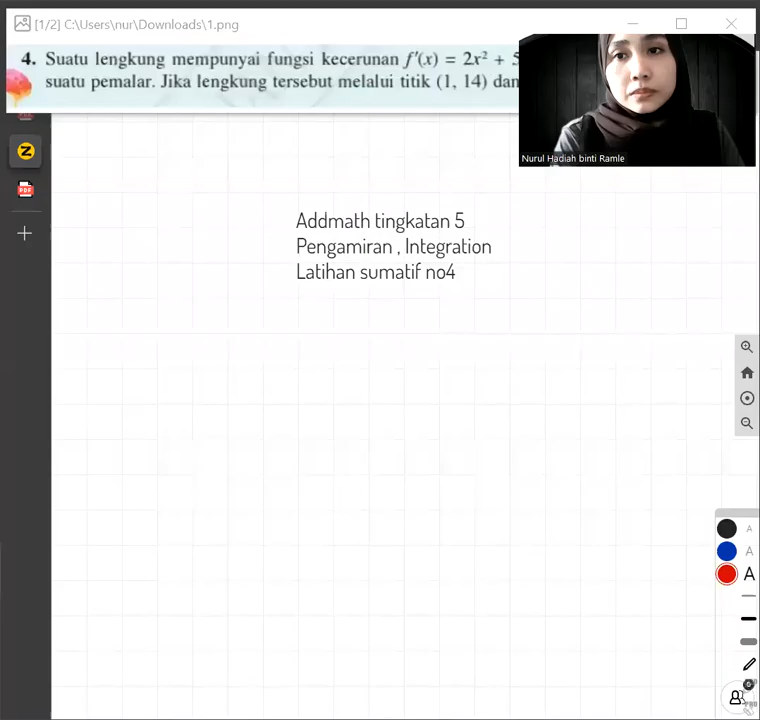 [1/2] C:\Users\nur\Downloads\1.png
4. Suatu lengkung mempunyai fungsi kecerunan f'(x) = 2x² + 5
suatu pemalar. Jika lengkung tersebut melalui titik (1, 14) dan
Nurul Hadiah binti Ramle
Z
PDF
Addmath tingkatan 5
Pengamiran , Integration
Latihan sumatif no4
A
A
A